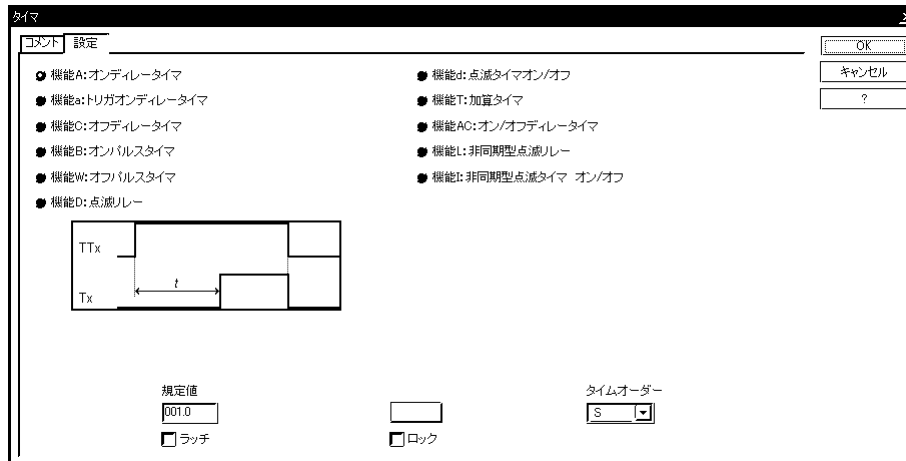 タイマ
コメント 設定
OK
キャンセル
?
機能A:オンディレータイマ
機能a:トリガオンディレータイマ
機能C:オフディレータイマ
機能B:オンパルスタイマ
機能W:オフパルスタイマ
機能D:点滅リレー
機能d:点滅タイマオン/オフ
機能T:加算タイマ
機能AC:オン/オフディレータイマ
機能L:非同期型点滅リレー
機能I:非同期型点滅タイマ オン/オフ
TTx
t
Tx
規定値
001.0
ラッチ
ロック
タイムオーダー
S